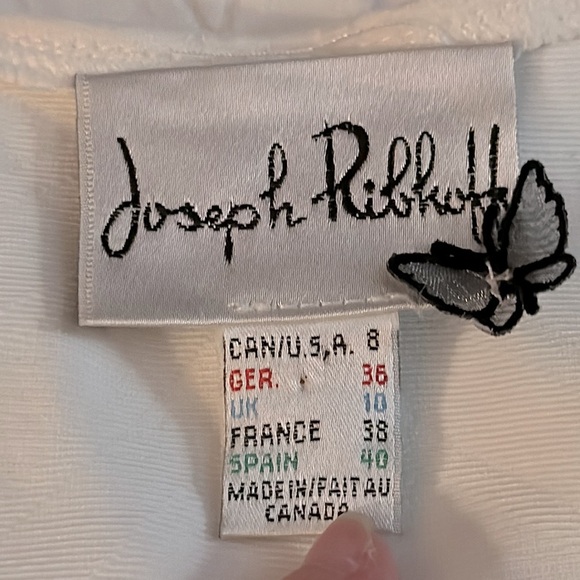 Joseph Ribkoff
CAN/U.S.A. 8
GER. 36
UK 10
FRANCE 38
SPAIN 40
MADE IN/FAIT AU
CANADA